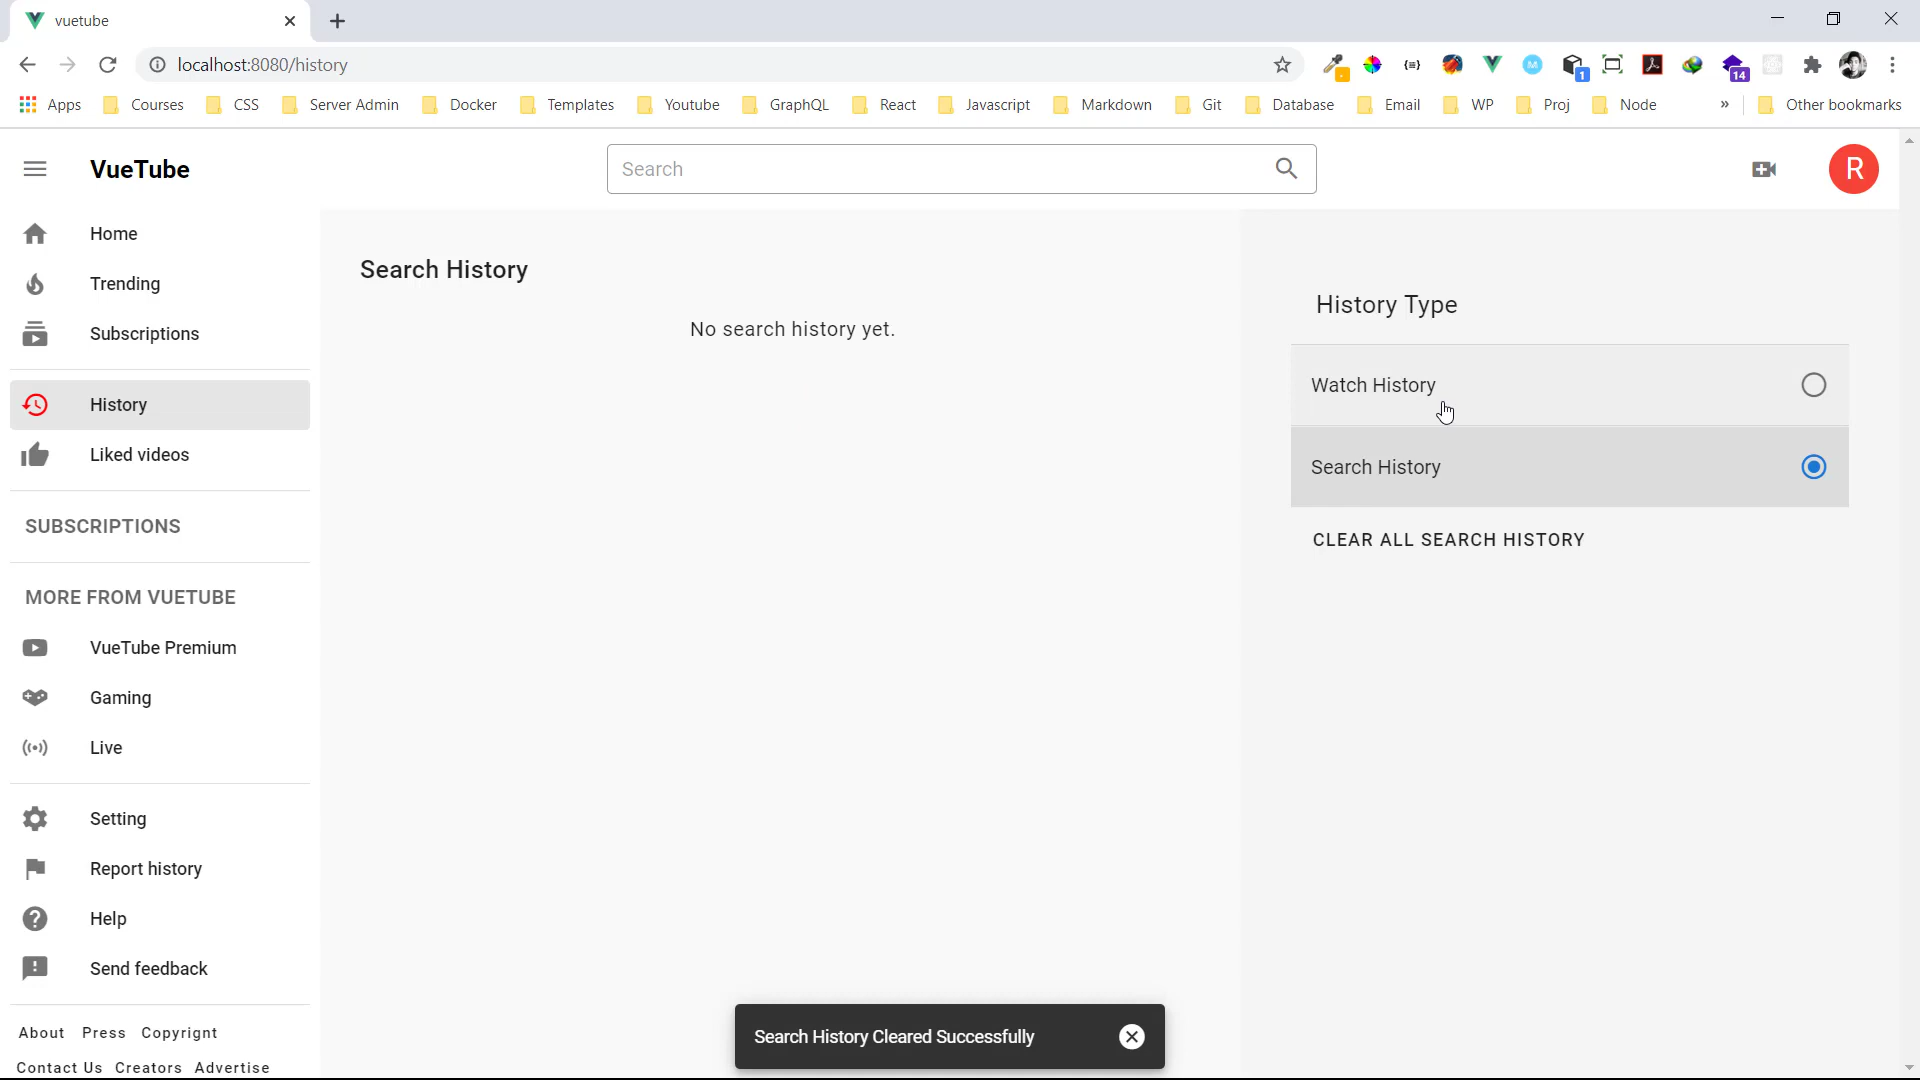 vuetube
localhost:8080/history
1
14
Apps Courses CSS Server Admin Docker Templates Youtube GraphQL React Javascript Markdown Git Database Email WP Proj Node » Other bookmarks
VueTube
Search
R
Home
Trending
Subscriptions
History
Liked videos
SUBSCRIPTIONS
MORE FROM VUETUBE
VueTube Premium
Gaming
Live
Setting
Report history
Help
Send feedback
About Press Copyrignt
Contact Us Creators Advertise
Search History
No search history yet.
History Type
Watch History
Search History
CLEAR ALL SEARCH HISTORY
Search History Cleared Successfully